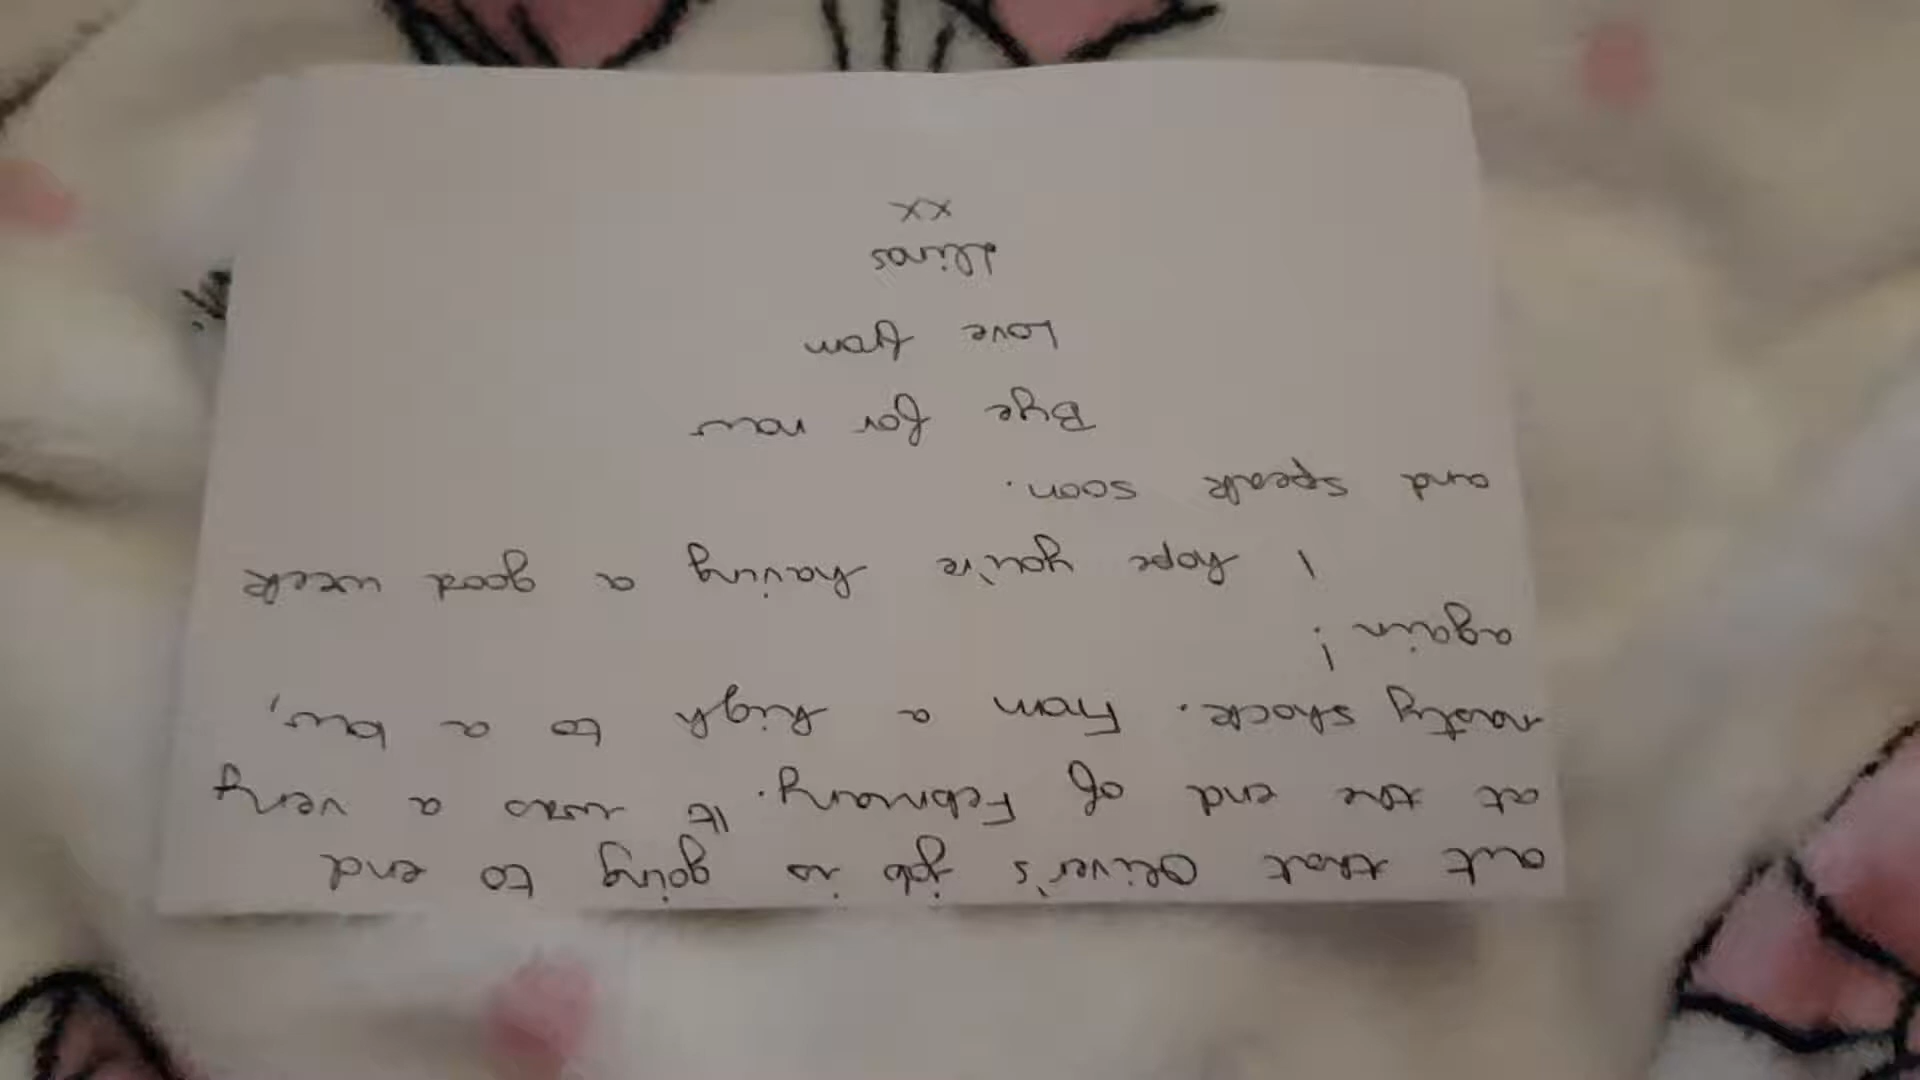 out that Oliver's job is going to end
at the end of February. It was a very
nasty shock. From a high to a low,
again!
I hope you're having a good week
and speak soon.
Bye for now
Love from
xx